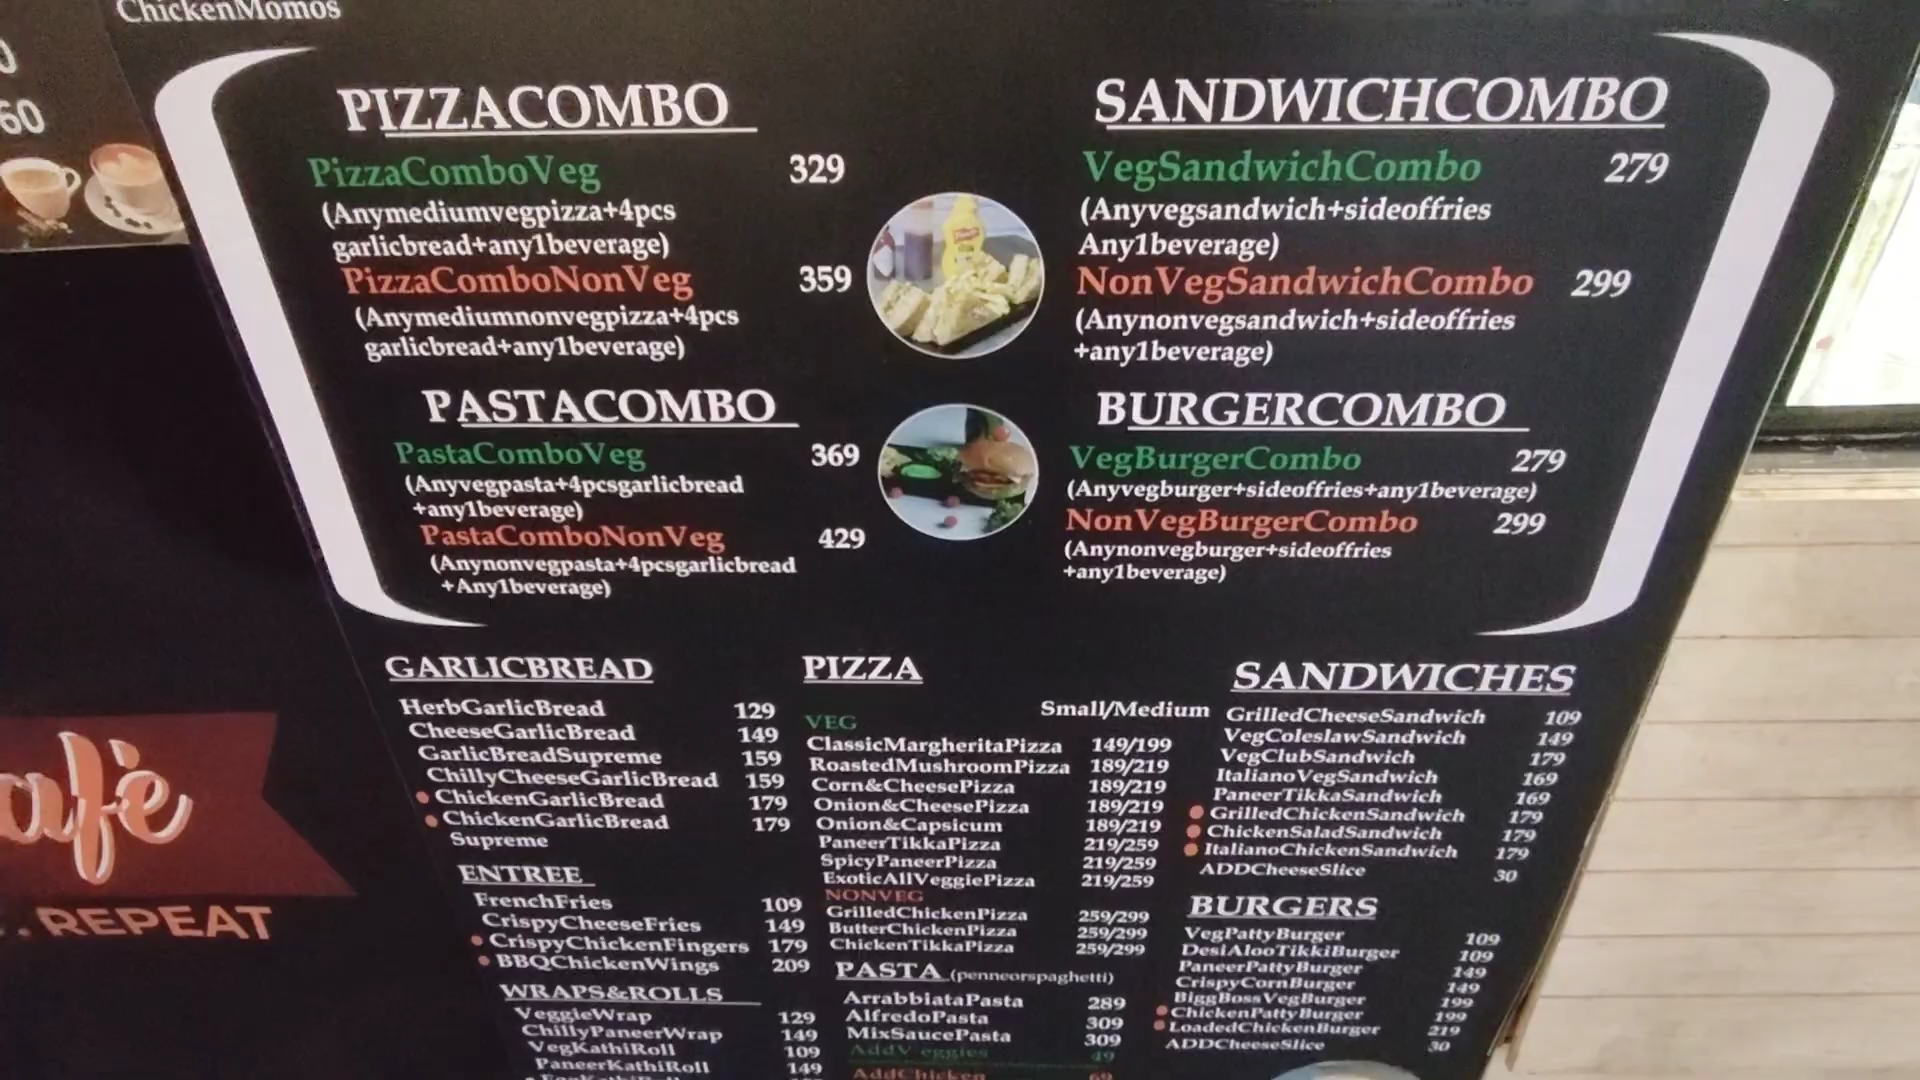 ChickenMomos
60
PIZZACOMBO
PizzaComboVeg 329
(Anymediumvegpizza+4pcs
garlicbread+any1beverage)
PizzaComboNonVeg 359
(Anymediumnonvegpizza+4pcs
garlicbread+any1beverage)
SANDWICHCOMBO
VegSandwichCombo 279
(Anyvegsandwich+sideoffries
Any1beverage)
NonVegSandwichCombo 299
(Anynonvegsandwich+sideoffries
+any1beverage)
PASTACOMBO
PastaComboVeg 369
(Anyvegpasta+4pcsgarlicbread
+any1beverage)
PastaComboNonVeg 429
(Anynonvegpasta+4pcsgarlicbread
+Any1beverage)
BURGERCOMBO
VegBurgerCombo 279
(Anyvegburger+sideoffries+any1beverage)
NonVegBurgerCombo 299
(Anynonvegburger+sideoffries
+any1beverage)
GARLICBREAD
HerbGarlicBread 129
CheeseGarlicBread 149
GarlicBreadSupreme 159
ChillyCheeseGarlicBread 159
ChickenGarlicBread 179
ChickenGarlicBread 179
Supreme
ENTREE
FrenchFries 109
CrispyCheeseFries 149
CrispyChickenFingers 179
BBQChickenWings 209
WRAPS&ROLLS
VeggieWrap 129
ChillyPaneerWrap 149
VegKathiRoll 109
PaneerKathiRoll 149
PIZZA
Small/Medium
VEG
ClassicMargheritaPizza 149/199
RoastedMushroomPizza 189/219
Corn&CheesePizza 189/219
Onion&CheesePizza 189/219
Onion&Capsicum 189/219
PaneerTikkaPizza 219/259
SpicyPaneerPizza 219/259
ExoticAllVeggiePizza 219/259
NONVEG
GrilledChickenPizza 259/299
ButterChickenPizza 259/299
ChickenTikkaPizza 259/299
PASTA (penneorspaghetti)
ArrabbiataPasta 289
AlfredoPasta 309
MixSaucePasta 309
AddVeggies 49
AddChicken 69
SANDWICHES
GrilledCheeseSandwich 109
VegColeslawSandwich 149
VegClubSandwich 179
ItalianoVegSandwich 169
PaneerTikkaSandwich 169
GrilledChickenSandwich 179
ChickenSaladSandwich 179
ItalianoChickenSandwich 179
ADDCheeseSlice 30
BURGERS
VegPattyBurger 109
DesiAlooTikkiBurger 109
PaneerPattyBurger 149
CrispyCornBurger 149
BiggBossVegBurger 199
ChickenPattyBurger 199
LoadedChickenBurger 219
ADDCheeseSlice 30
afè
REPEAT